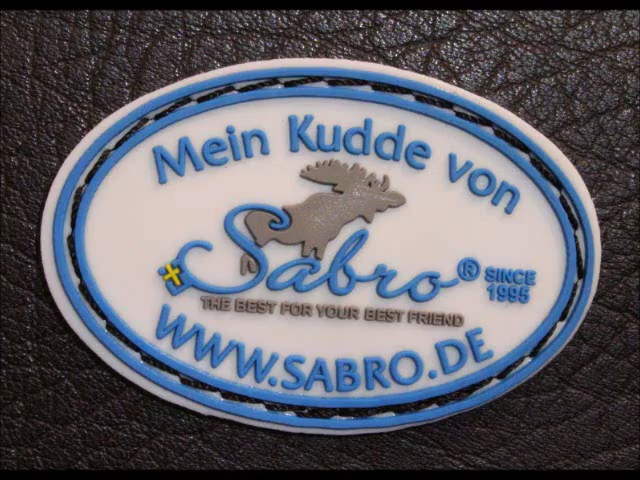 Mein Kudde von
Sabro® SINCE 1995
THE BEST FOR YOUR BEST FRIEND
WWW.SABRO.DE